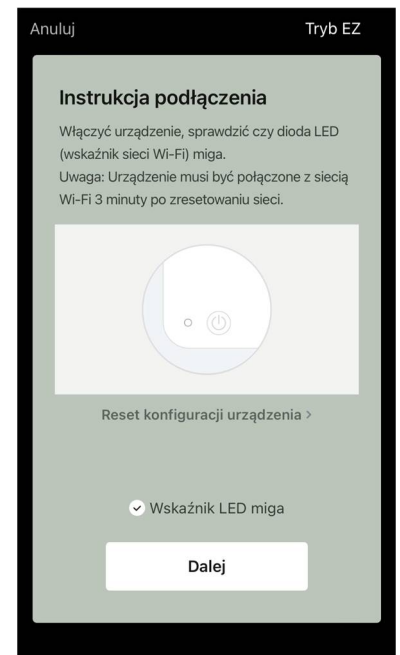 Anuluj Tryb EZ
Instrukcja podłączenia
Włączyć urządzenie, sprawdzić czy dioda LED
(wskaźnik sieci Wi-Fi) miga.
Uwaga: Urządzenie musi być połączone z siecią
Wi-Fi 3 minuty po zresetowaniu sieci.
Reset konfiguracji urządzenia >
Wskaźnik LED miga
Dalej